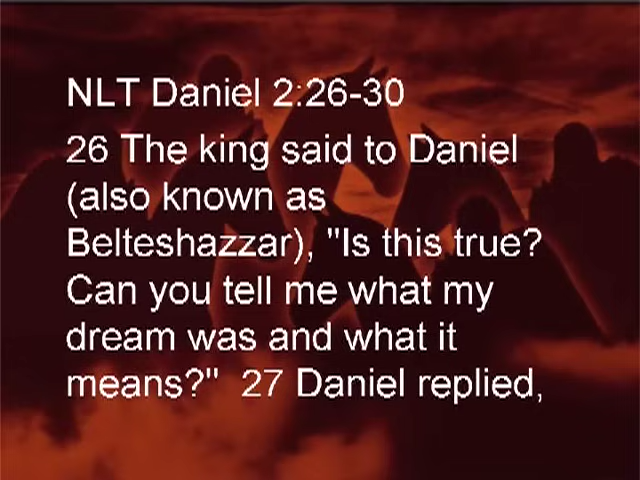 NLT Daniel 2:26-30
26 The king said to Daniel
(also known as
Belteshazzar), "Is this true?
Can you tell me what my
dream was and what it
means?"  27 Daniel replied,